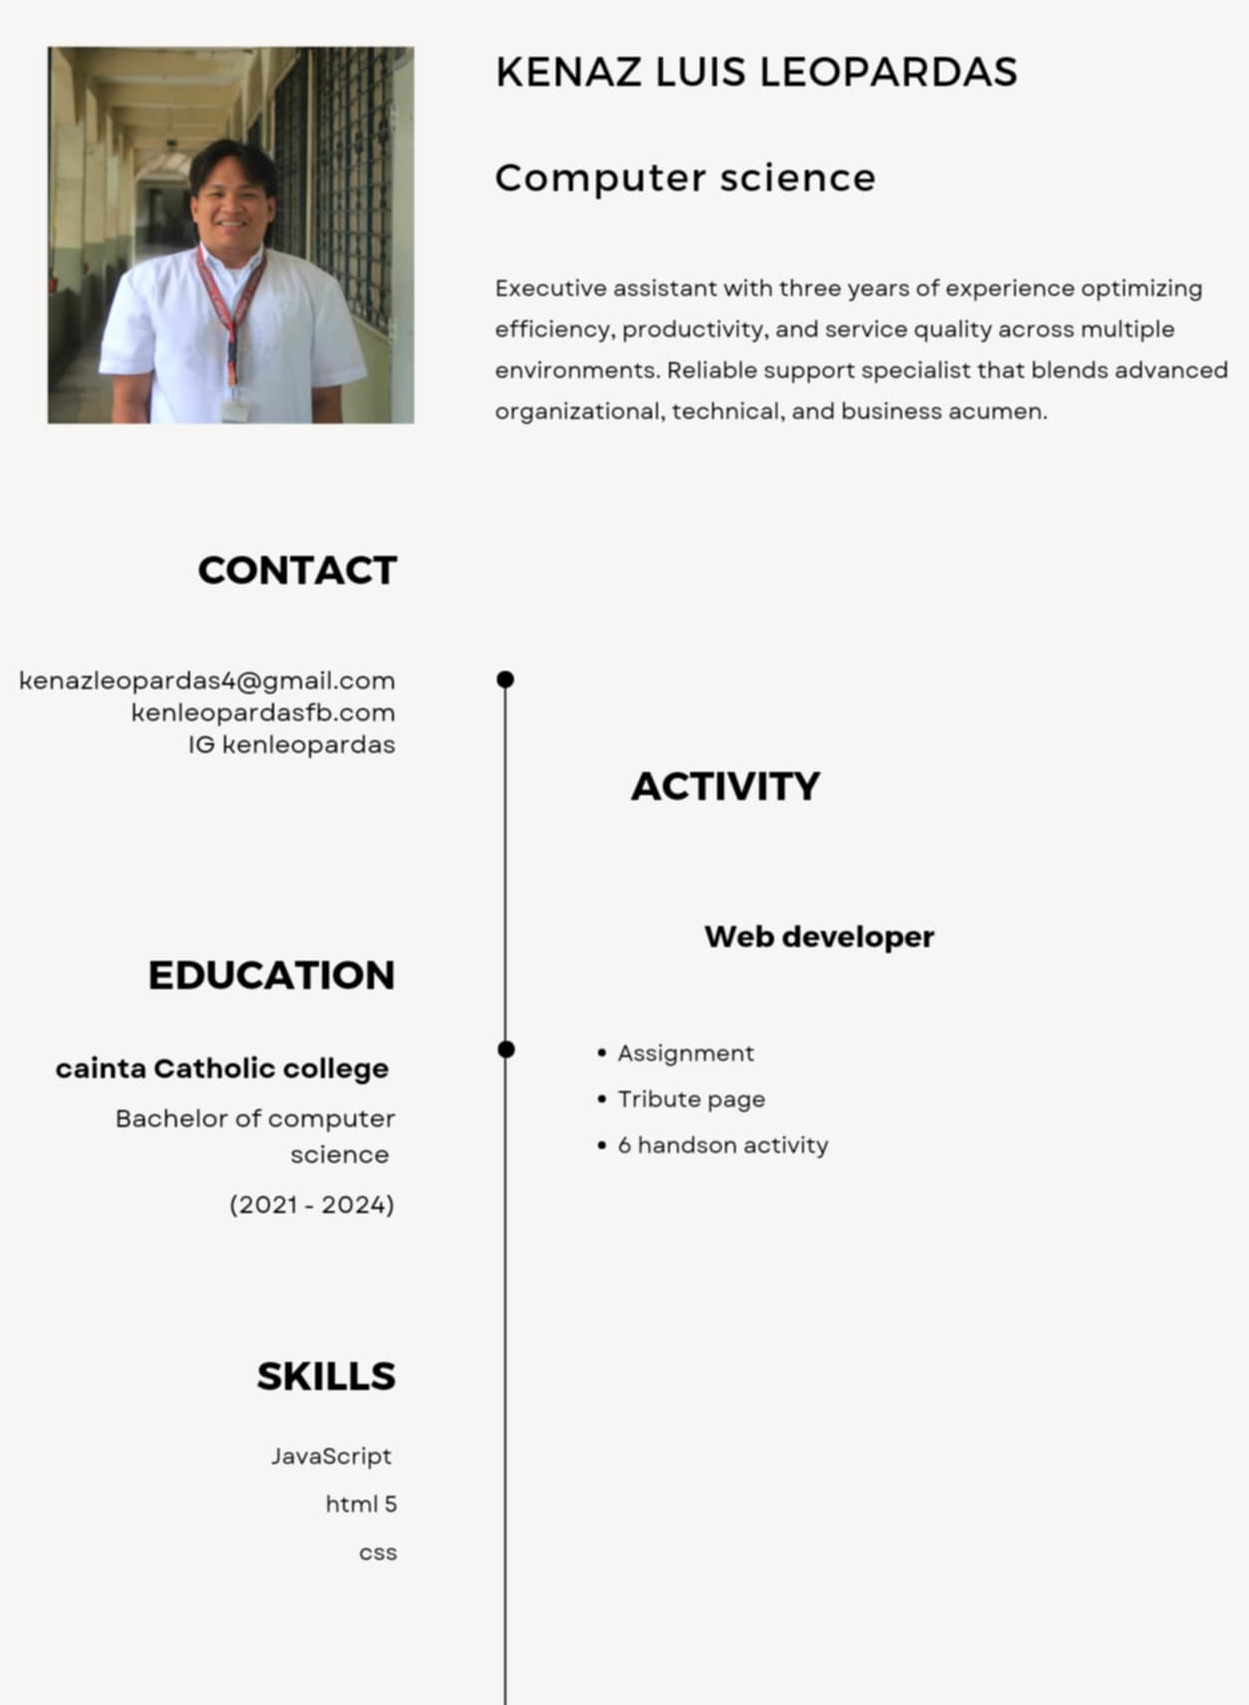 KENAZ LUIS LEOPARDAS
Computer science
Executive assistant with three years of experience optimizing
efficiency, productivity, and service quality across multiple
environments. Reliable support specialist that blends advanced
organizational, technical, and business acumen.
CONTACT
kenazleopardas4@gmail.com
kenleopardasfb.com
IG kenleopardas
EDUCATION
cainta Catholic college
Bachelor of computer
science
(2021 - 2024)
SKILLS
JavaScript
html 5
css
ACTIVITY
Web developer
• Assignment
• Tribute page
• 6 handson activity